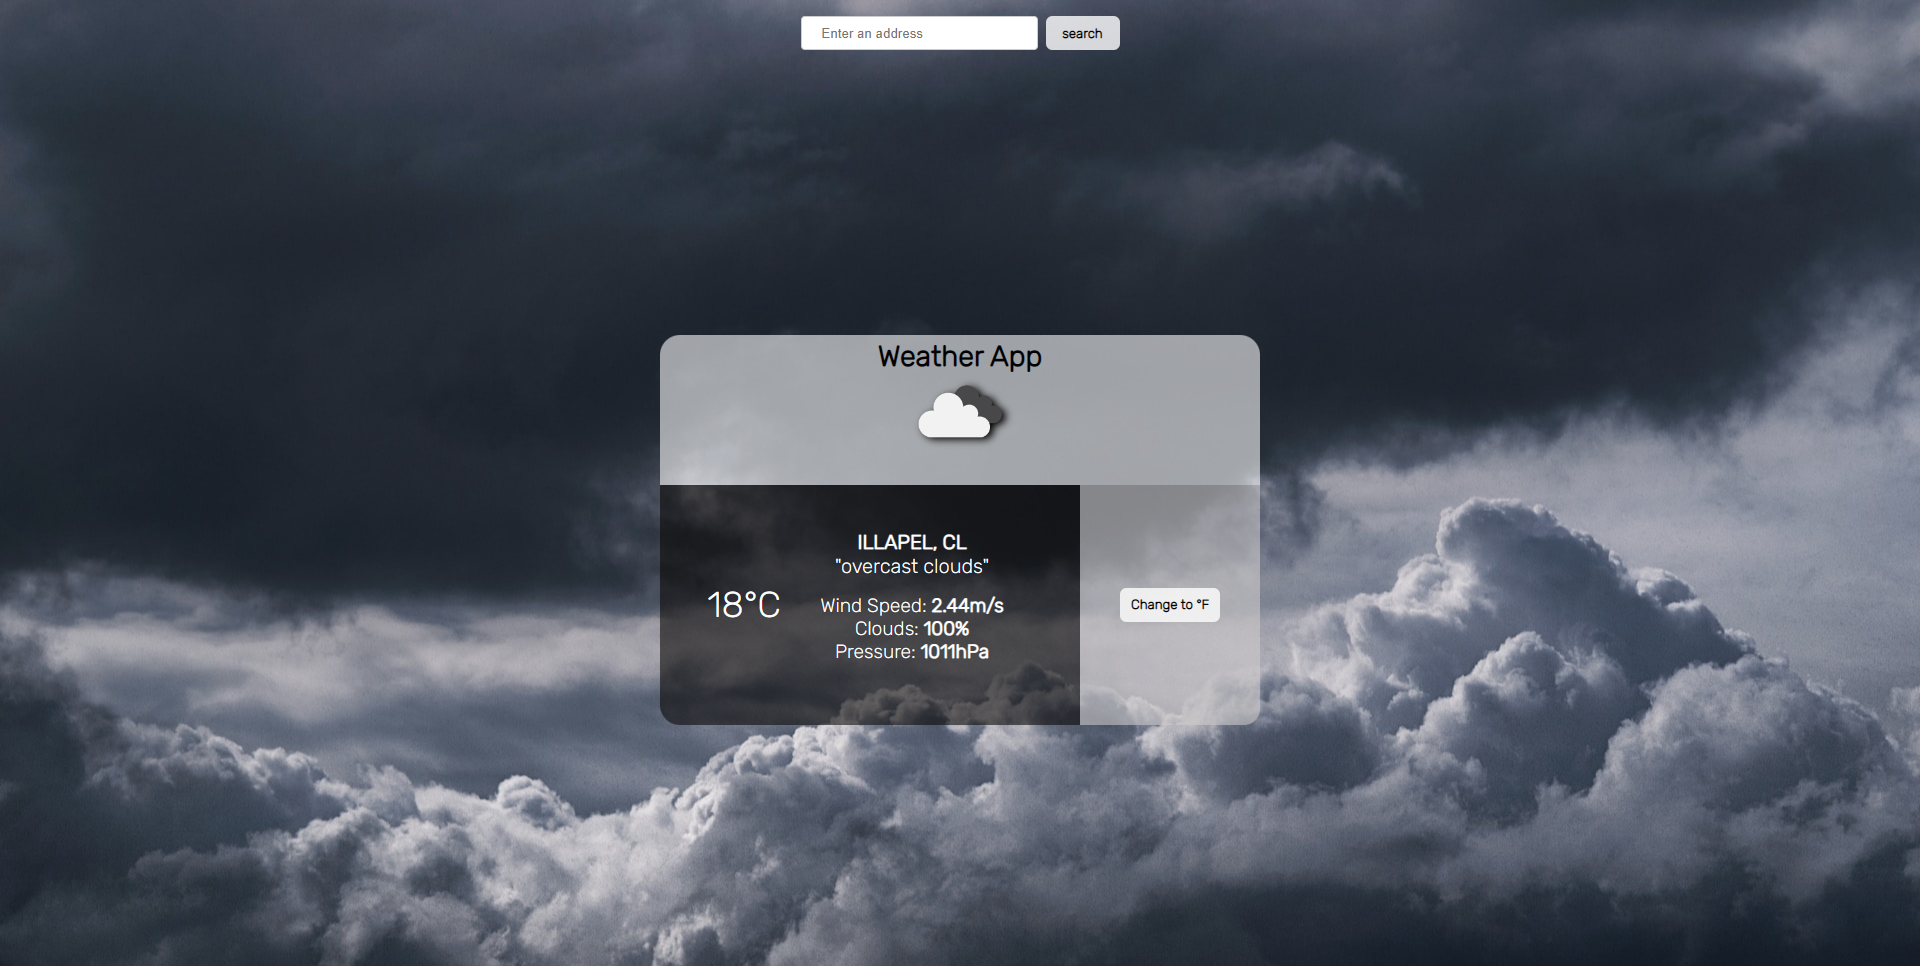 Enter an address
search
Weather App
ILLAPEL, CL
"overcast clouds"
18°C
Wind Speed: 2.44m/s
Clouds: 100%
Pressure: 1011hPa
Change to °F